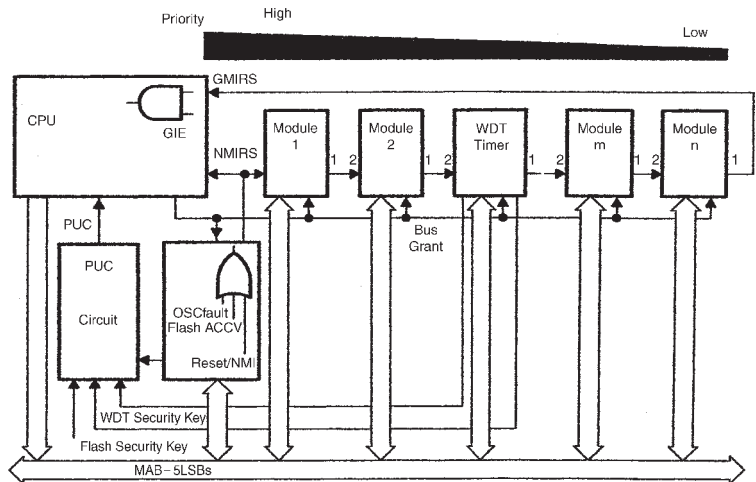 Priority
High
Low
GMIRS
CPU
GIE
NMIRS
Module
1
Module
2
WDT
Timer
Module
m
Module
n
1 2
1 2
1 2
1 2
1
PUC
Bus
Grant
PUC
Circuit
OSCfault
Flash ACCV
Reset/NMI
WDT Security Key
Flash Security Key
MAB–5LSBs